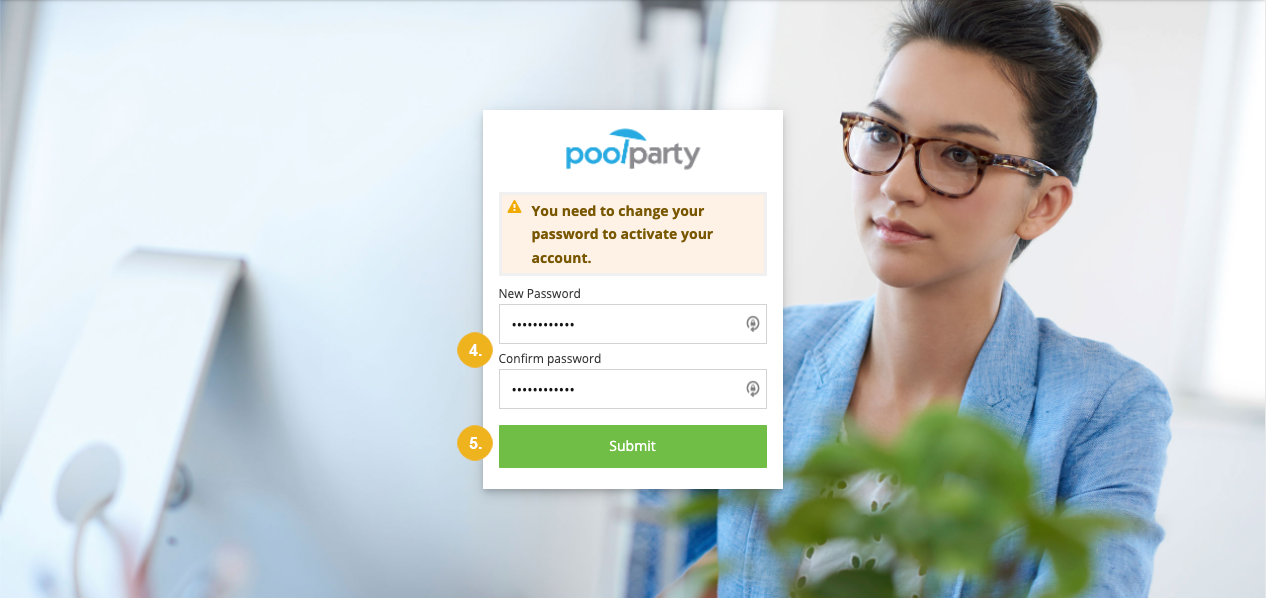 poolparty
You need to change your
password to activate your
account.
New Password
••••••••••••
4.
Confirm password
••••••••••••
5.
Submit